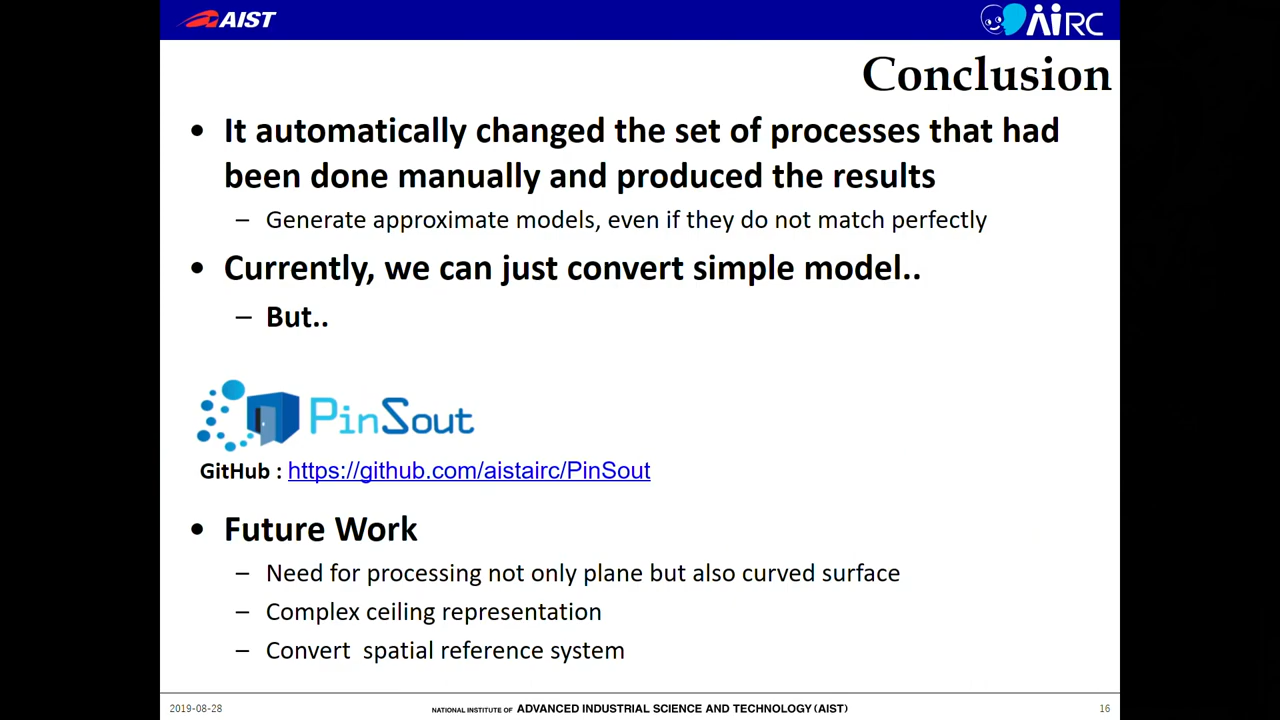 AIST
AIRC
Conclusion
• It automatically changed the set of processes that had
been done manually and produced the results
– Generate approximate models, even if they do not match perfectly
• Currently, we can just convert simple model..
– But..
PinSout
GitHub : https://github.com/aistairc/PinSout
• Future Work
– Need for processing not only plane but also curved surface
– Complex ceiling representation
– Convert  spatial reference system
2019-08-28
NATIONAL INSTITUTE OF ADVANCED INDUSTRIAL SCIENCE AND TECHNOLOGY (AIST)
16